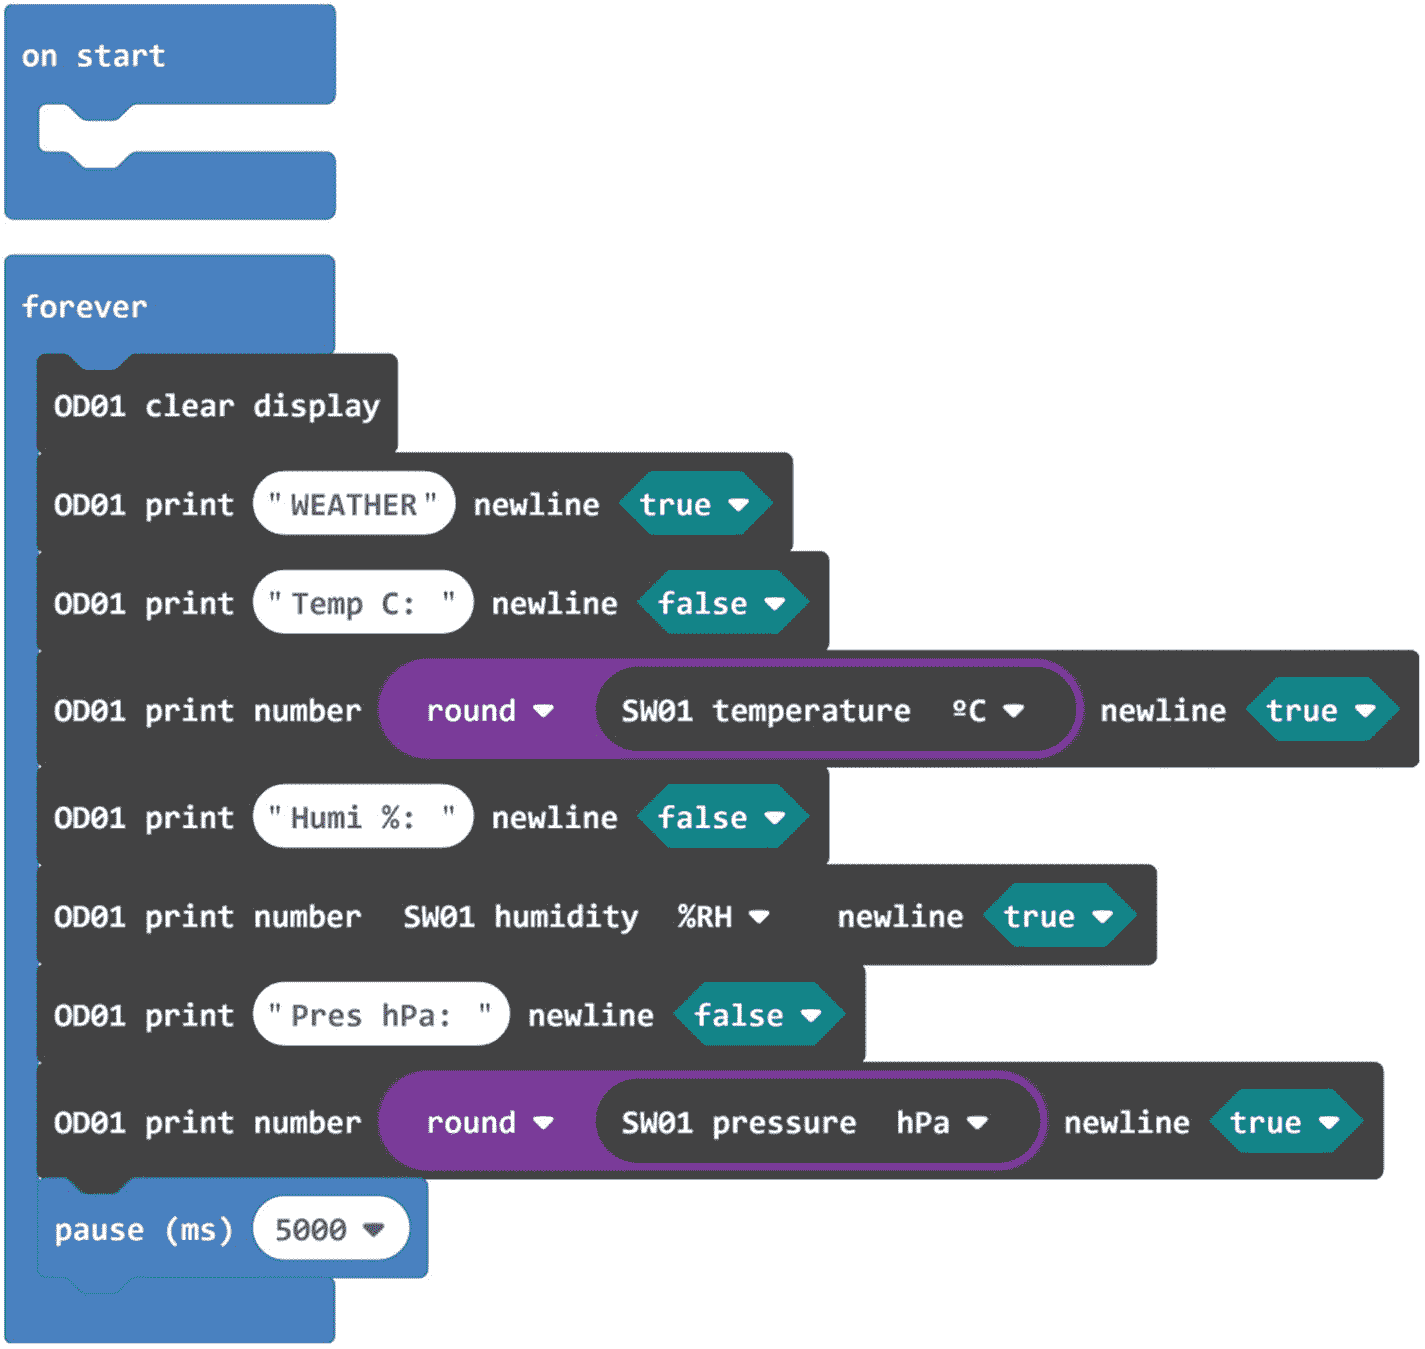 on start
forever
OD01 clear display
OD01 print "WEATHER" newline true
OD01 print "Temp C: " newline false
OD01 print number round SW01 temperature ºC newline true
OD01 print "Humi %: " newline false
OD01 print number SW01 humidity %RH newline true
OD01 print "Pres hPa: " newline false
OD01 print number round SW01 pressure hPa newline true
pause (ms) 5000